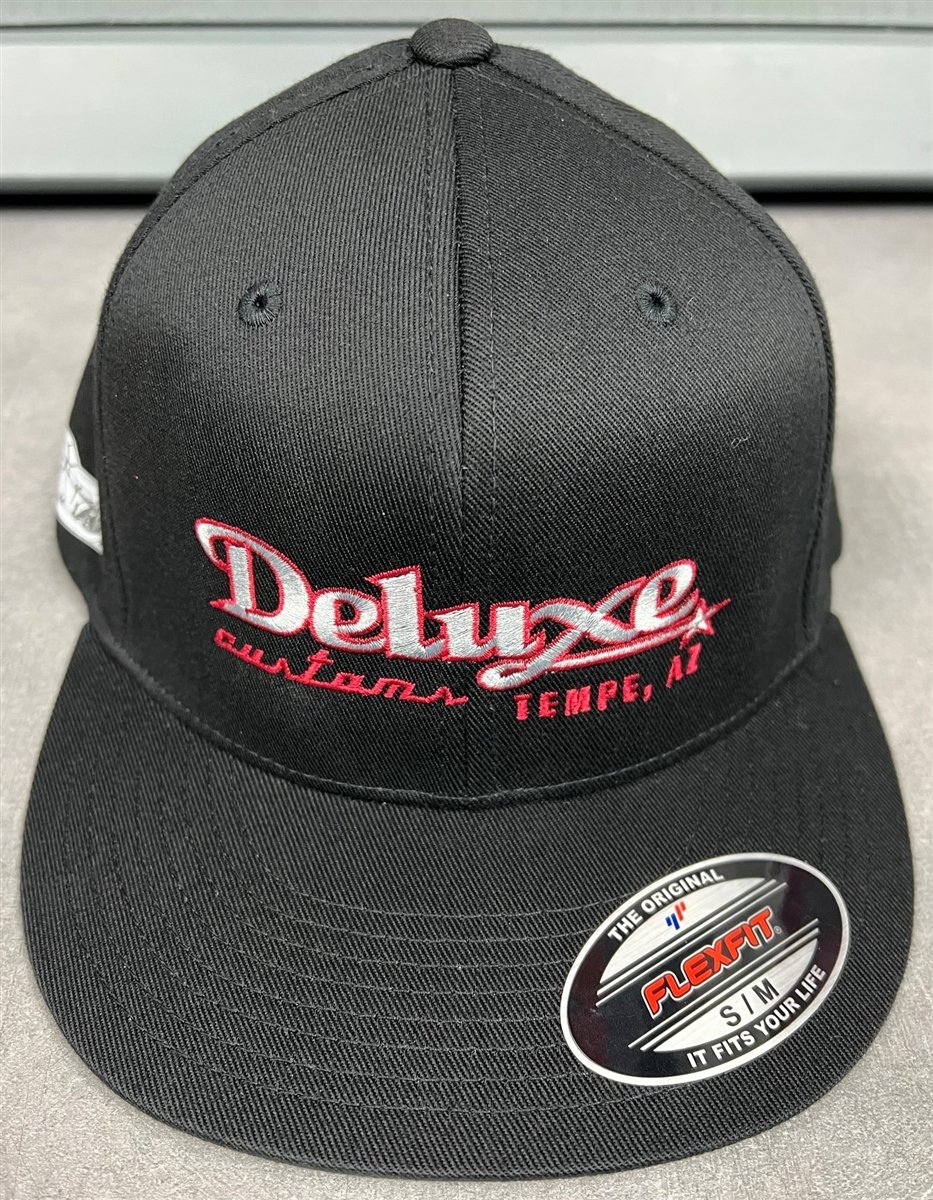 Deluxe
Customs
TEMPE, AZ
THE ORIGINAL
FLEXFIT®
S / M
IT FITS YOUR LIFE